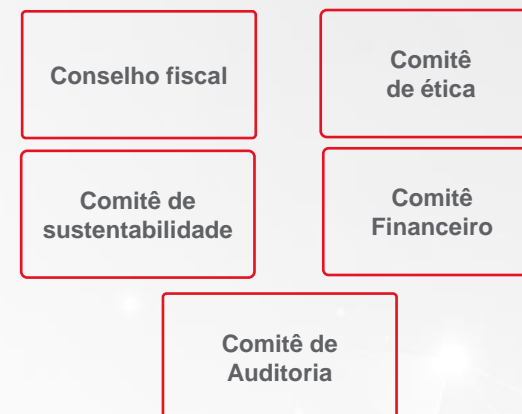 Conselho fiscal
Comitê
de ética
Comitê de
sustentabilidade
Comitê
Financeiro
Comitê de
Auditoria